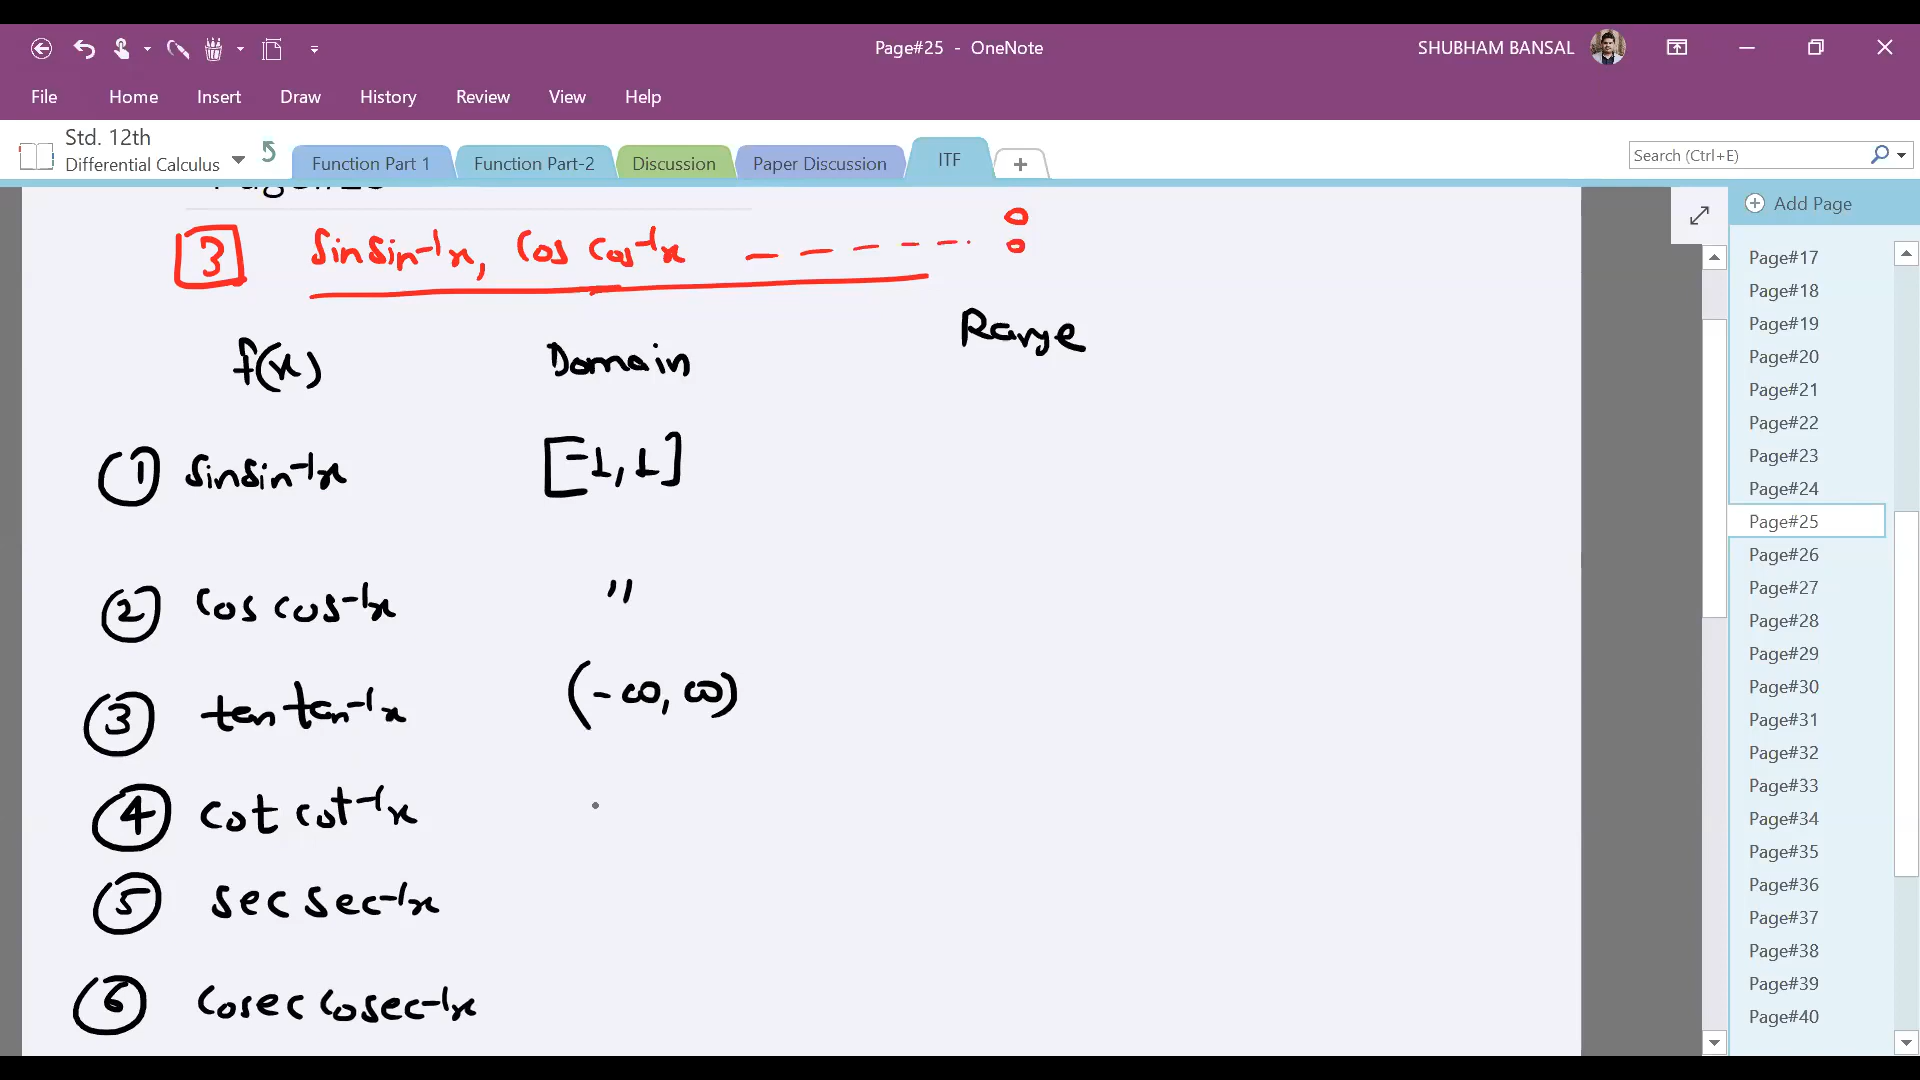 Page#25 - OneNote
SHUBHAM BANSAL
File Home Insert Draw History Review View Help
Std. 12th
Differential Calculus
Function Part 1
Function Part-2
Discussion
Paper Discussion
ITF
+
Search (Ctrl+E)
Page#25
3 sinsin⁻¹x, cos cos⁻¹x ------- :
f(x) Domain Range
① sinsin⁻¹x [-1, 1]
② cos cos⁻¹x "
③ tan tan⁻¹x (-∞, ∞)
④ cot cot⁻¹x
⑤ sec sec⁻¹x
⑥ cosec cosec⁻¹x
Add Page
Page#17
Page#18
Page#19
Page#20
Page#21
Page#22
Page#23
Page#24
Page#25
Page#26
Page#27
Page#28
Page#29
Page#30
Page#31
Page#32
Page#33
Page#34
Page#35
Page#36
Page#37
Page#38
Page#39
Page#40